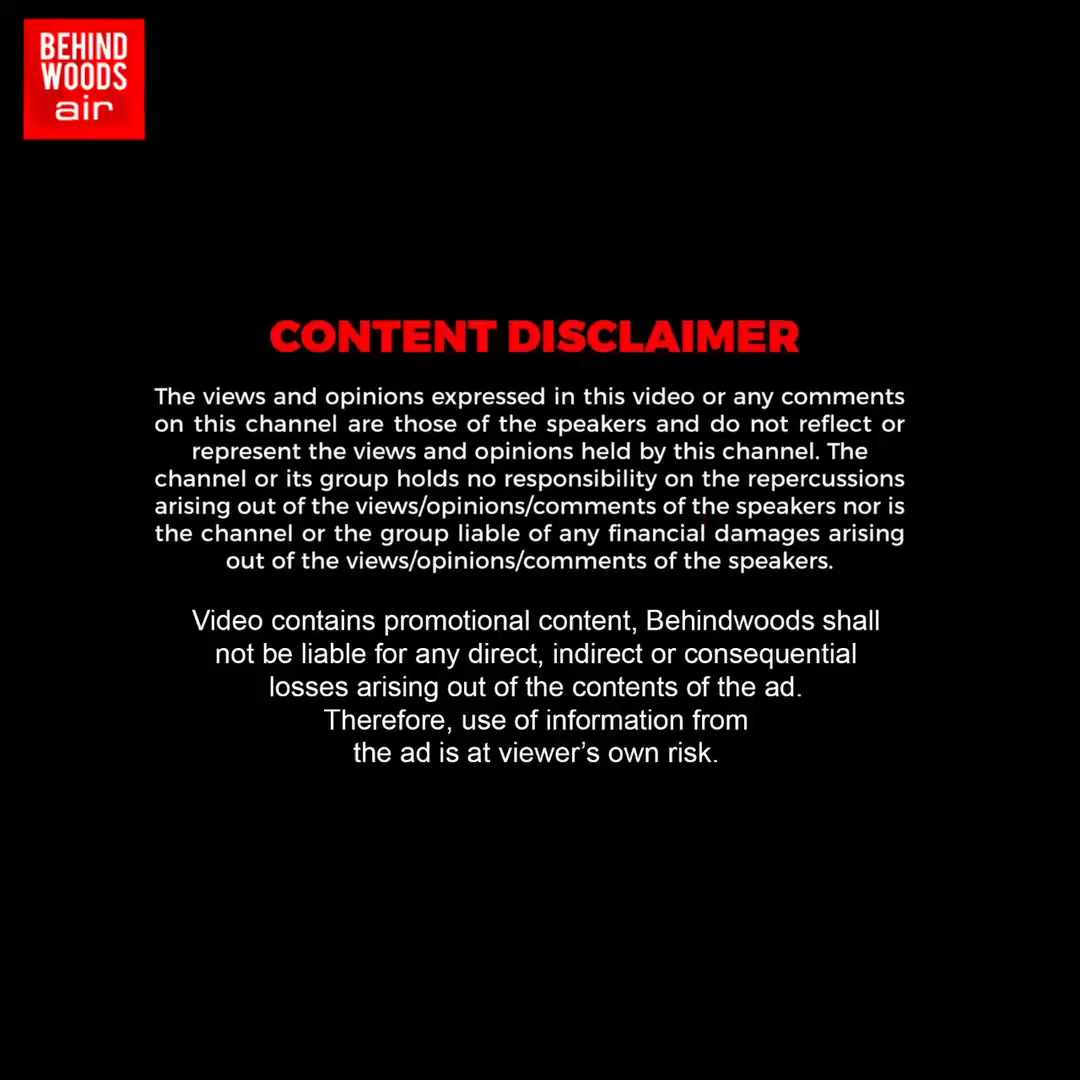 BEHIND
WOODS
air
CONTENT DISCLAIMER
The views and opinions expressed in this video or any comments
on this channel are those of the speakers and do not reflect or
represent the views and opinions held by this channel. The
channel or its group holds no responsibility on the repercussions
arising out of the views/opinions/comments of the speakers nor is
the channel or the group liable of any financial damages arising
out of the views/opinions/comments of the speakers.
Video contains promotional content, Behindwoods shall
not be liable for any direct, indirect or consequential
losses arising out of the contents of the ad.
Therefore, use of information from
the ad is at viewer’s own risk.